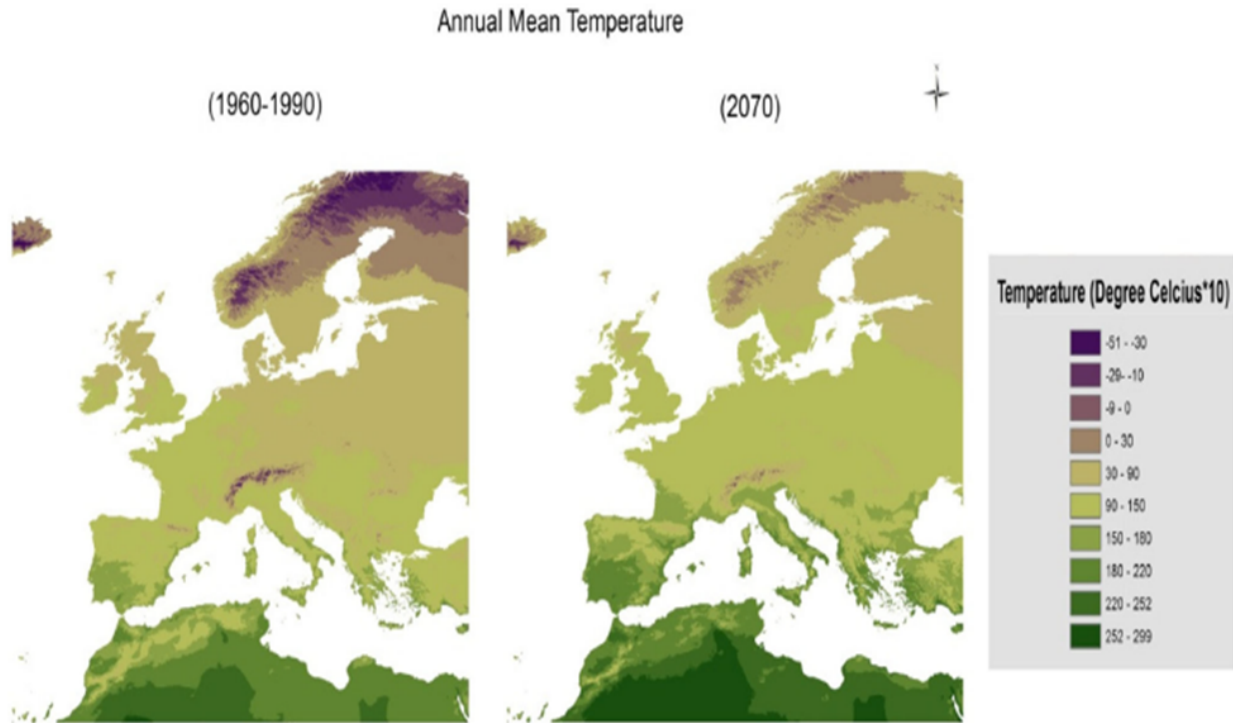 Annual Mean Temperature
(1960-1990)
(2070)
Temperature (Degree Celcius*10)
-51 - -30
-29- -10
-9 - 0
0 - 30
30 - 90
90 - 150
150 - 180
180 - 220
220 - 252
252 - 299